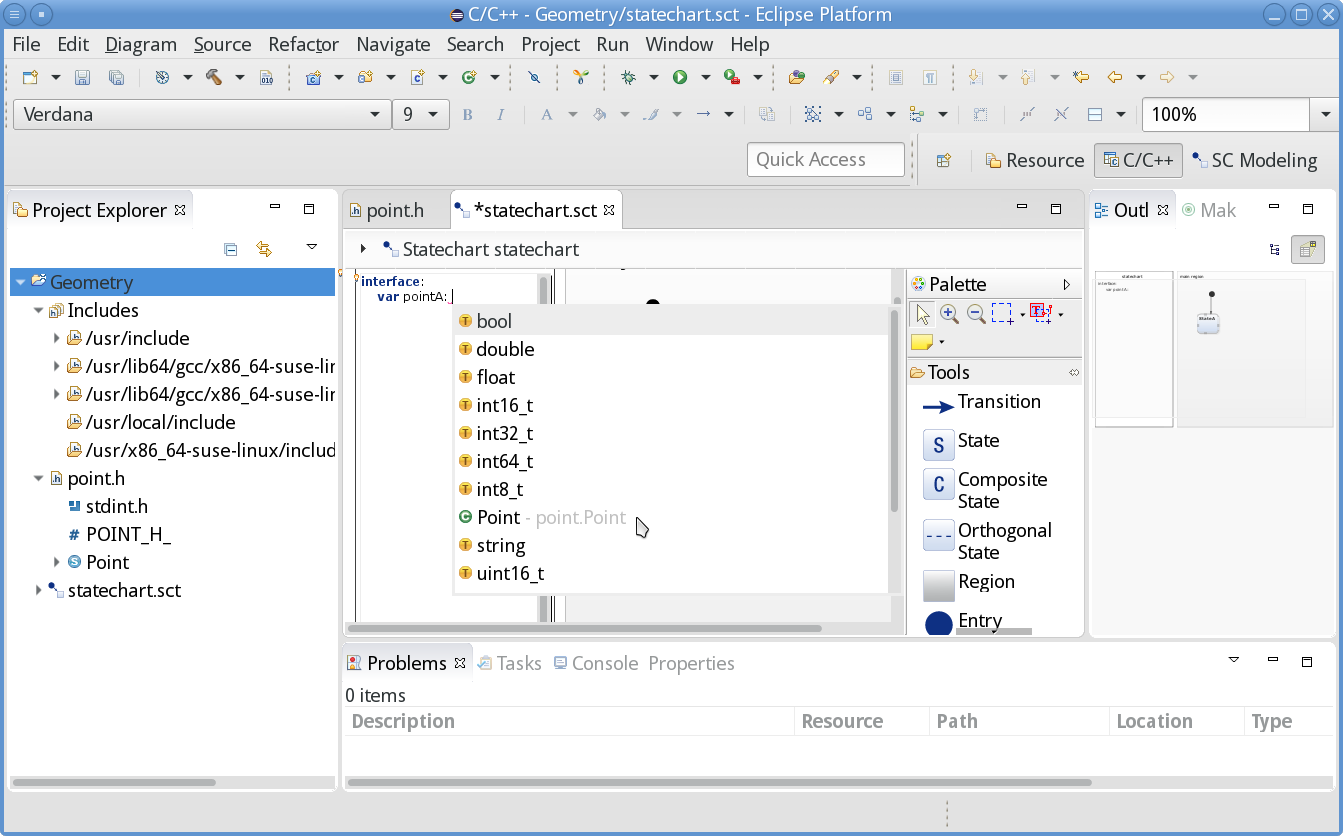 C/C++ - Geometry/statechart.sct - Eclipse Platform
File Edit Diagram Source Refactor Navigate Search Project Run Window Help
Verdana 9 100%
Quick Access Resource C/C++ SC Modeling
Project Explorer
Geometry
Includes
/usr/include
/usr/lib64/gcc/x86_64-suse-lir
/usr/lib64/gcc/x86_64-suse-lir
/usr/local/include
/usr/x86_64-suse-linux/includ
point.h
stdint.h
# POINT_H_
Point
statechart.sct
point.h *statechart.sct
Statechart statechart
interface:
var pointA:
bool
double
float
int16_t
int32_t
int64_t
int8_t
Point - point.Point
string
uint16_t
Palette
Tools
Transition
S State
C Composite
State
Orthogonal
State
Region
Entry
Outl Mak
statechart
interface:
var pointA:
main region
StateA
Problems Tasks Console Properties
0 items
Description Resource Path Location Type